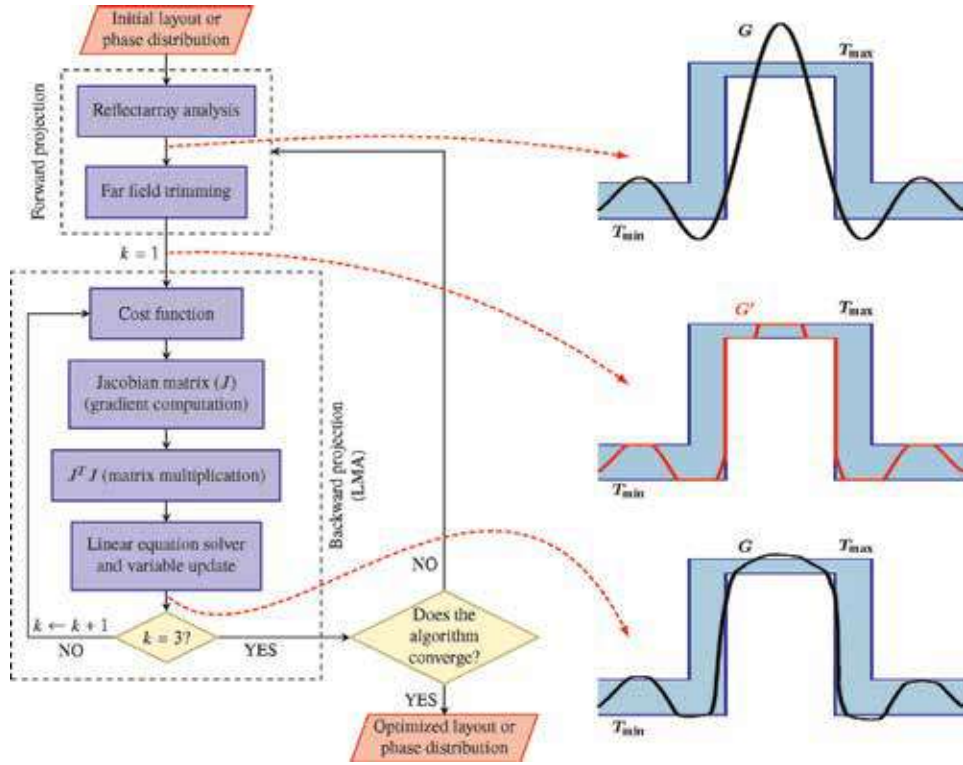 Initial layout or
phase distribution
Forward projection
Reflectarray analysis
Far field trimming
k = 1
Cost function
Jacobian matrix (J)
(gradient computation)
J^T J (matrix multiplication)
Linear equation solver
and variable update
Backward projection
(LMA)
k ← k + 1
NO
k = 3?
YES
NO
Does the
algorithm
converge?
YES
Optimized layout or
phase distribution
G
T_max
T_min
G'
T_max
T_min
G
T_max
T_min